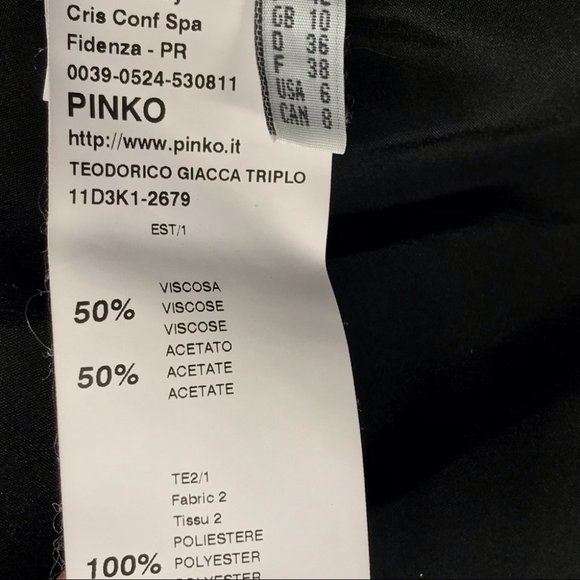 Cris Conf Spa
Fidenza - PR
0039-0524-530811
PINKO
http://www.pinko.it
TEODORICO GIACCA TRIPLO
11D3K1-2679
EST/1
VISCOSA
50% VISCOSE
VISCOSE
ACETATO
50% ACETATE
ACETATE
TE2/1
Fabric 2
Tissu 2
POLIESTERE
100% POLYESTER
POLYESTER
GB 10
D 36
F 38
USA 6
CAN 8